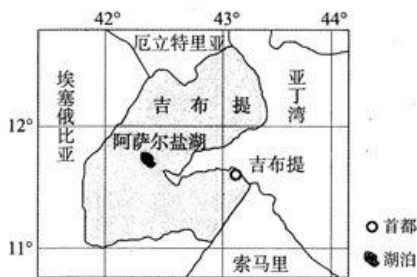 42° 43° 44°
厄立特里亚
埃塞俄比亚
吉布提
亚丁湾
12°
阿萨尔盐湖
吉布提
11°
索马里
首都
湖泊